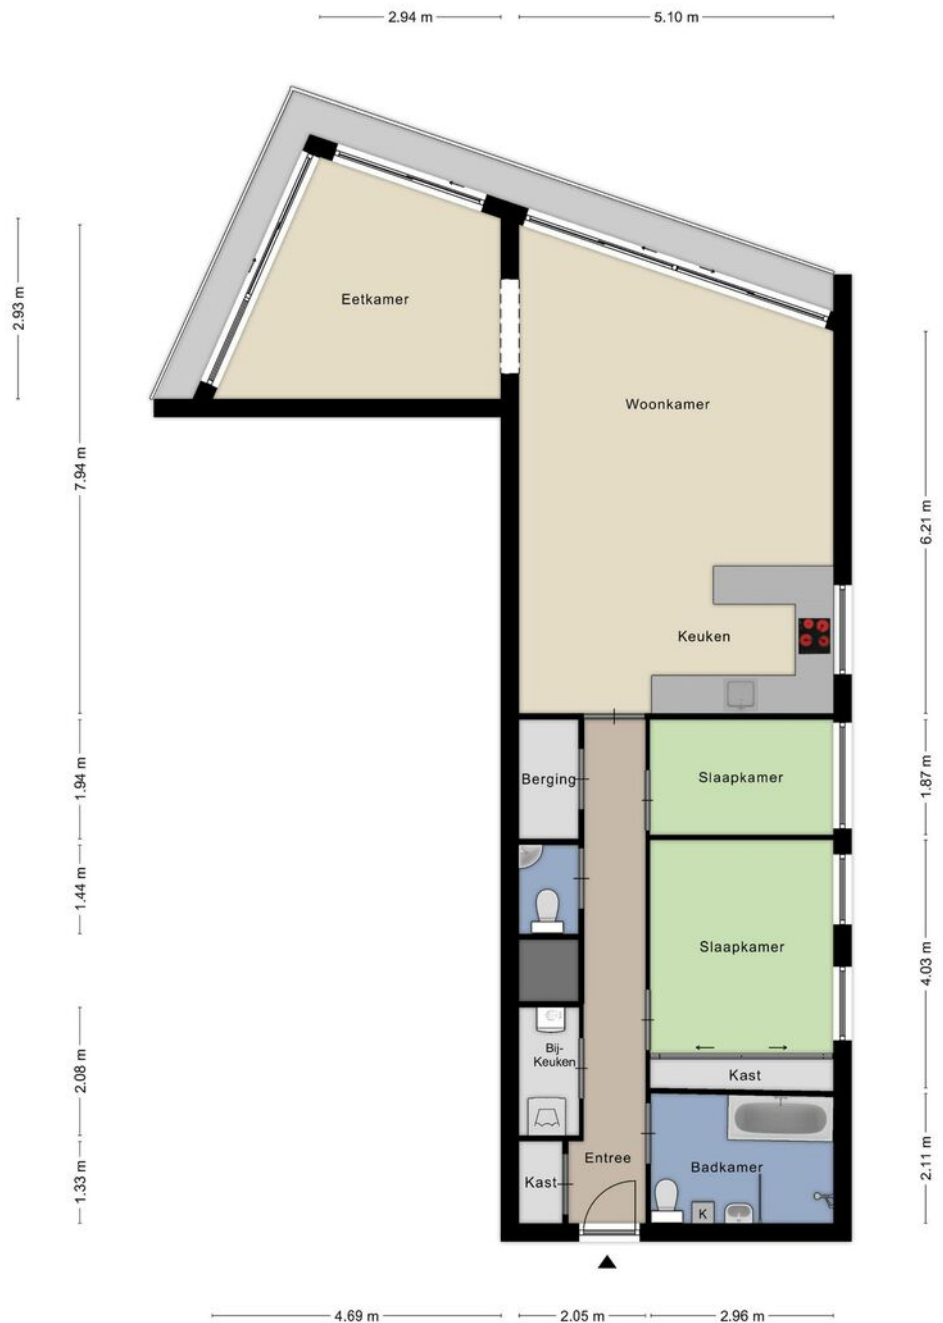 2.94 m
5.10 m
2.93 m
Eetkamer
7.94 m
Woonkamer
6.21 m
Keuken
Berging
Slaapkamer
1.94 m
1.87 m
1.44 m
Slaapkamer
4.03 m
Bij-
Keuken
2.08 m
Kast
Entree
Badkamer
Kast
K
1.33 m
2.11 m
4.69 m
2.05 m
2.96 m